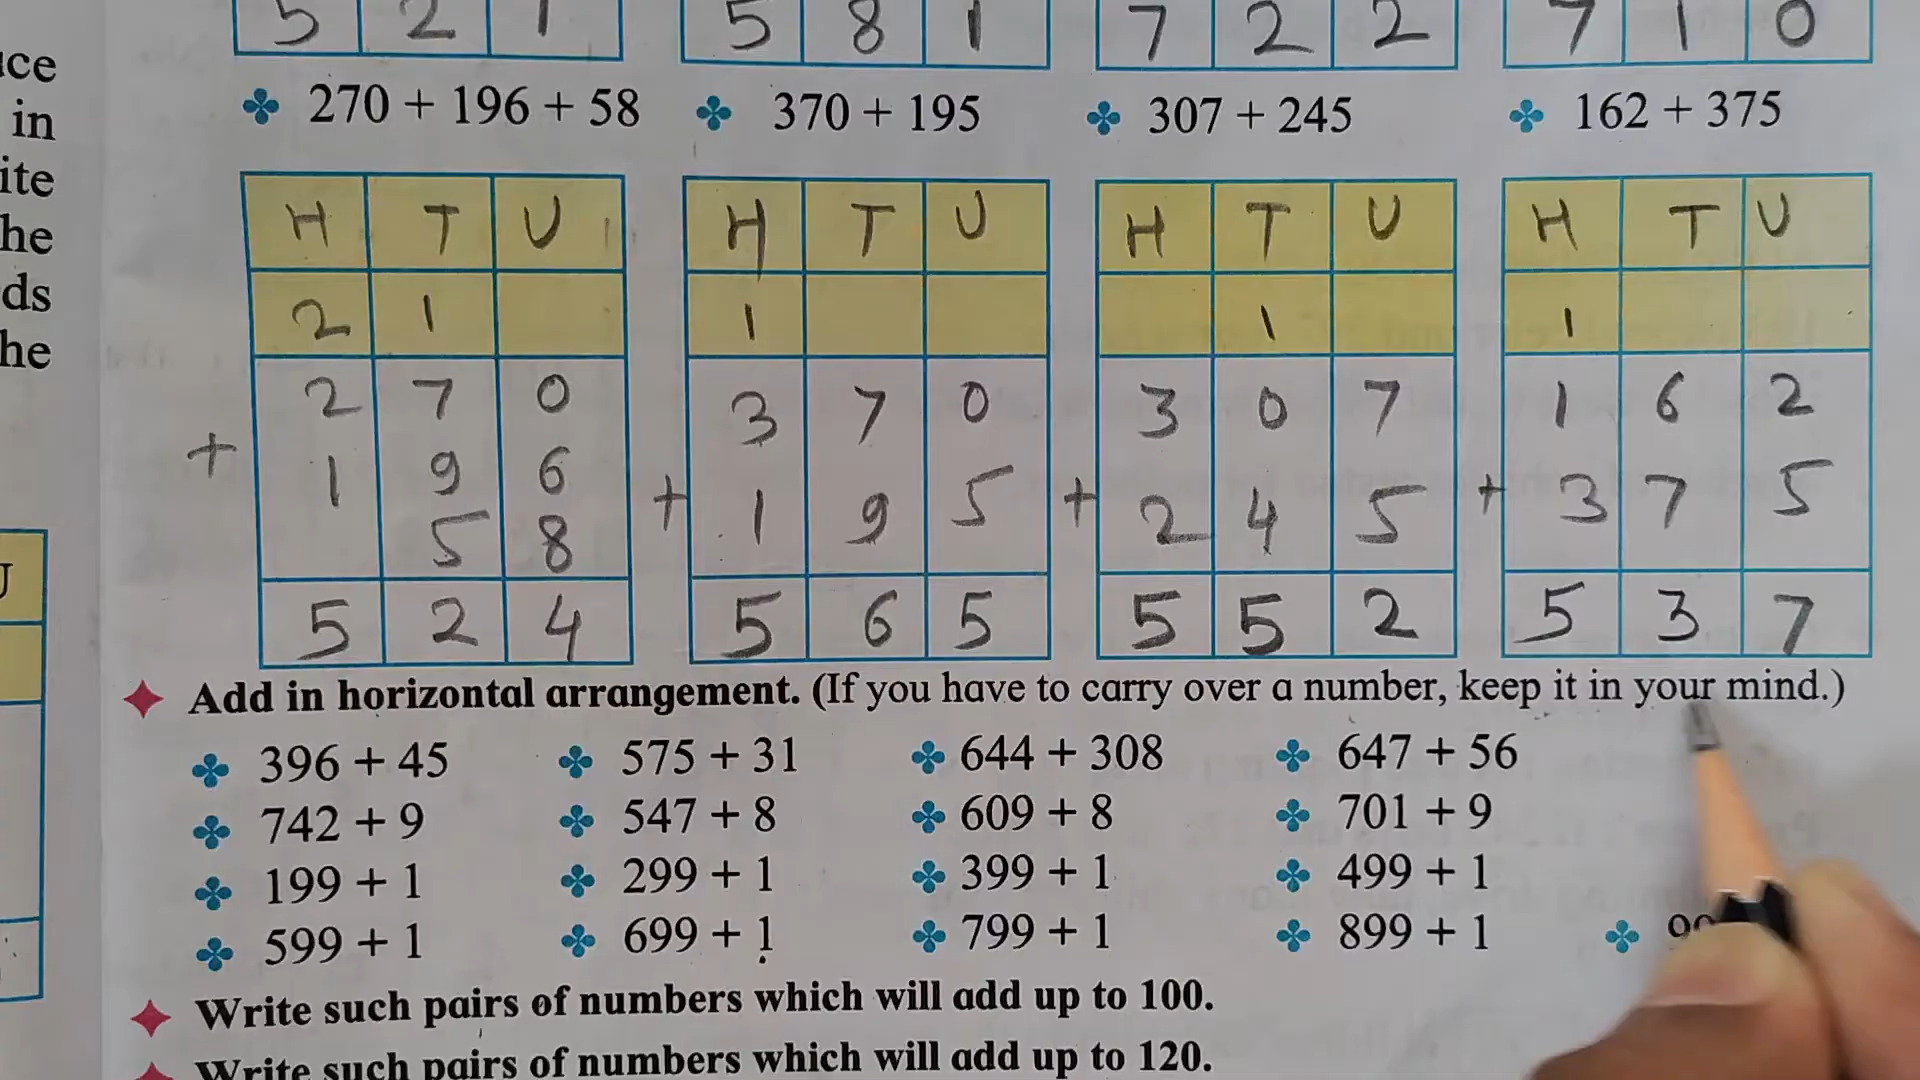 5 2 1 5 8 1 7 2 2 7 1 0
270 + 196 + 58 370 + 195 307 + 245 162 + 375
H T U H T U H T U H T U
2 1 1 1 1
2 7 0 3 7 0 3 0 7 1 6 2
+ 1 9 6 + 1 9 5 + 2 4 5 + 3 7 5
5 8
5 2 4 5 6 5 5 5 2 5 3 7
Add in horizontal arrangement. (If you have to carry over a number, keep it in your mind.)
396 + 45 575 + 31 644 + 308 647 + 56
742 + 9 547 + 8 609 + 8 701 + 9
199 + 1 299 + 1 399 + 1 499 + 1
599 + 1 699 + 1 799 + 1 899 + 1
Write such pairs of numbers which will add up to 100.
Write such pairs of numbers which will add up to 120.
in